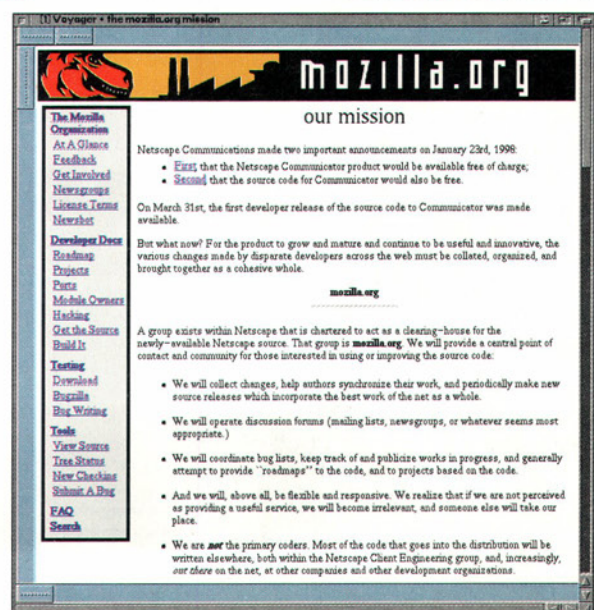 [1] Voyager • the mozilla.org mission
mozilla.org
The Mozilla
Organization
At A Glance
Feedback
Get Involved
Newsgroups
License Terms
Newsbot
Developer Docs
Roadmap
Projects
Ports
Module Owners
Hacking
Get the Source
Build It
Testing
Download
Bugzilla
Bug Writing
Tools
View Source
Tree Status
New Checkins
Submit A Bug
FAQ
Search
our mission
Netscape Communications made two important announcements on January 23rd, 1998:
• First, that the Netscape Communicator product would be available free of charge;
• Second, that the source code for Communicator would also be free.
On March 31st, the first developer release of the source code to Communicator was made
available.
But what now? For the product to grow and mature and continue to be useful and innovative, the
various changes made by disparate developers across the web must be collated, organized, and
brought together as a cohesive whole.
mozilla.org
A group exists within Netscape that is chartered to act as a clearing-house for the
newly-available Netscape source. That group is mozilla.org. We will provide a central point of
contact and community for those interested in using or improving the source code:
• We will collect changes, help authors synchronize their work, and periodically make new
source releases which incorporate the best work of the net as a whole.
• We will operate discussion forums (mailing lists, newsgroups, or whatever seems most
appropriate.)
• We will coordinate bug lists, keep track of and publicize works in progress, and generally
attempt to provide ``roadmaps'' to the code, and to projects based on the code.
• And we will, above all, be flexible and responsive. We realize that if we are not perceived
as providing a useful service, we will become irrelevant, and someone else will take our
place.
• We are not the primary coders. Most of the code that goes into the distribution will be
written elsewhere, both within the Netscape Client Engineering group, and, increasingly,
out there on the net, at other companies and other development organizations.